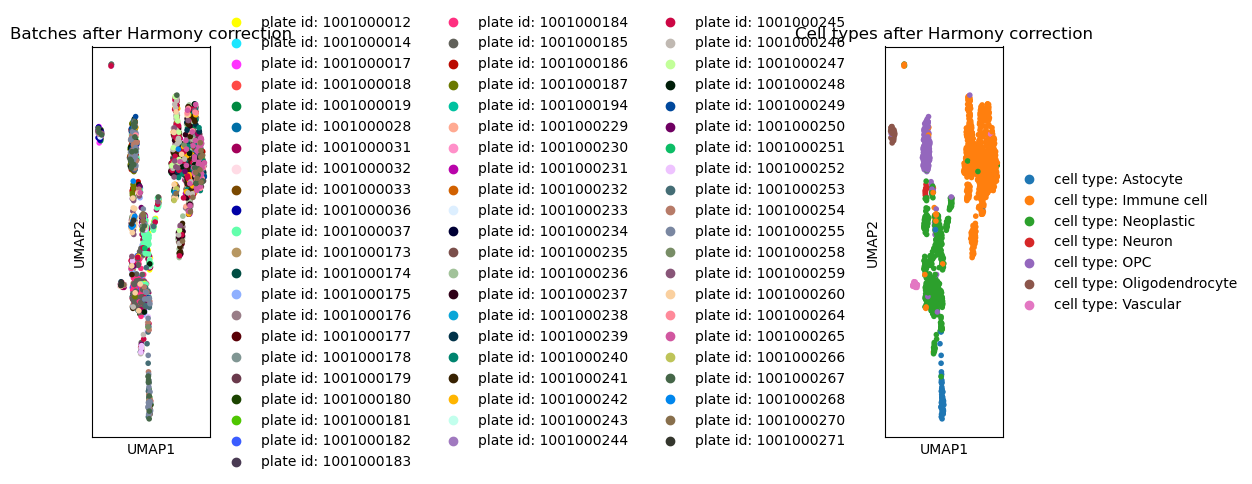 Batches after Harmony correction
UMAP2
UMAP1
plate id: 1001000012
plate id: 1001000014
plate id: 1001000017
plate id: 1001000018
plate id: 1001000019
plate id: 1001000028
plate id: 1001000031
plate id: 1001000032
plate id: 1001000033
plate id: 1001000036
plate id: 1001000037
plate id: 1001000173
plate id: 1001000174
plate id: 1001000175
plate id: 1001000176
plate id: 1001000177
plate id: 1001000178
plate id: 1001000179
plate id: 1001000180
plate id: 1001000181
plate id: 1001000182
plate id: 1001000183
plate id: 1001000184
plate id: 1001000185
plate id: 1001000186
plate id: 1001000187
plate id: 1001000194
plate id: 1001000229
plate id: 1001000230
plate id: 1001000231
plate id: 1001000232
plate id: 1001000233
plate id: 1001000234
plate id: 1001000235
plate id: 1001000236
plate id: 1001000237
plate id: 1001000238
plate id: 1001000239
plate id: 1001000240
plate id: 1001000241
plate id: 1001000242
plate id: 1001000243
plate id: 1001000244
plate id: 1001000245
plate id: 1001000246
plate id: 1001000247
plate id: 1001000248
plate id: 1001000249
plate id: 1001000250
plate id: 1001000251
plate id: 1001000252
plate id: 1001000253
plate id: 1001000254
plate id: 1001000255
plate id: 1001000258
plate id: 1001000259
plate id: 1001000260
plate id: 1001000264
plate id: 1001000265
plate id: 1001000266
plate id: 1001000267
plate id: 1001000268
plate id: 1001000270
plate id: 1001000271
Cell types after Harmony correction
UMAP2
UMAP1
cell type: Astocyte
cell type: Immune cell
cell type: Neoplastic
cell type: Neuron
cell type: OPC
cell type: Oligodendrocyte
cell type: Vascular